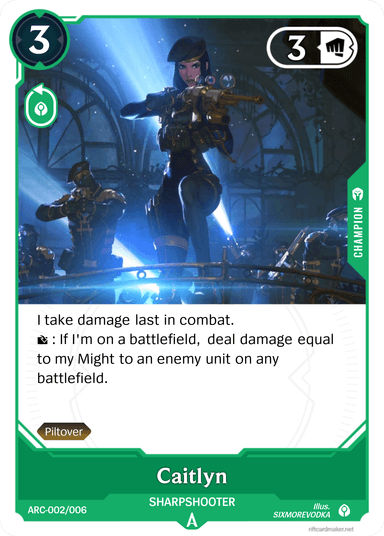 3
3
CHAMPION
I take damage last in combat.
: If I'm on a battlefield, deal damage equal
to my Might to an enemy unit on any
battlefield.
Piltover
Caitlyn
SHARPSHOOTER
ARC-002/006
A
Illus.
SIXMOREVODKA
riftcardmaker.net